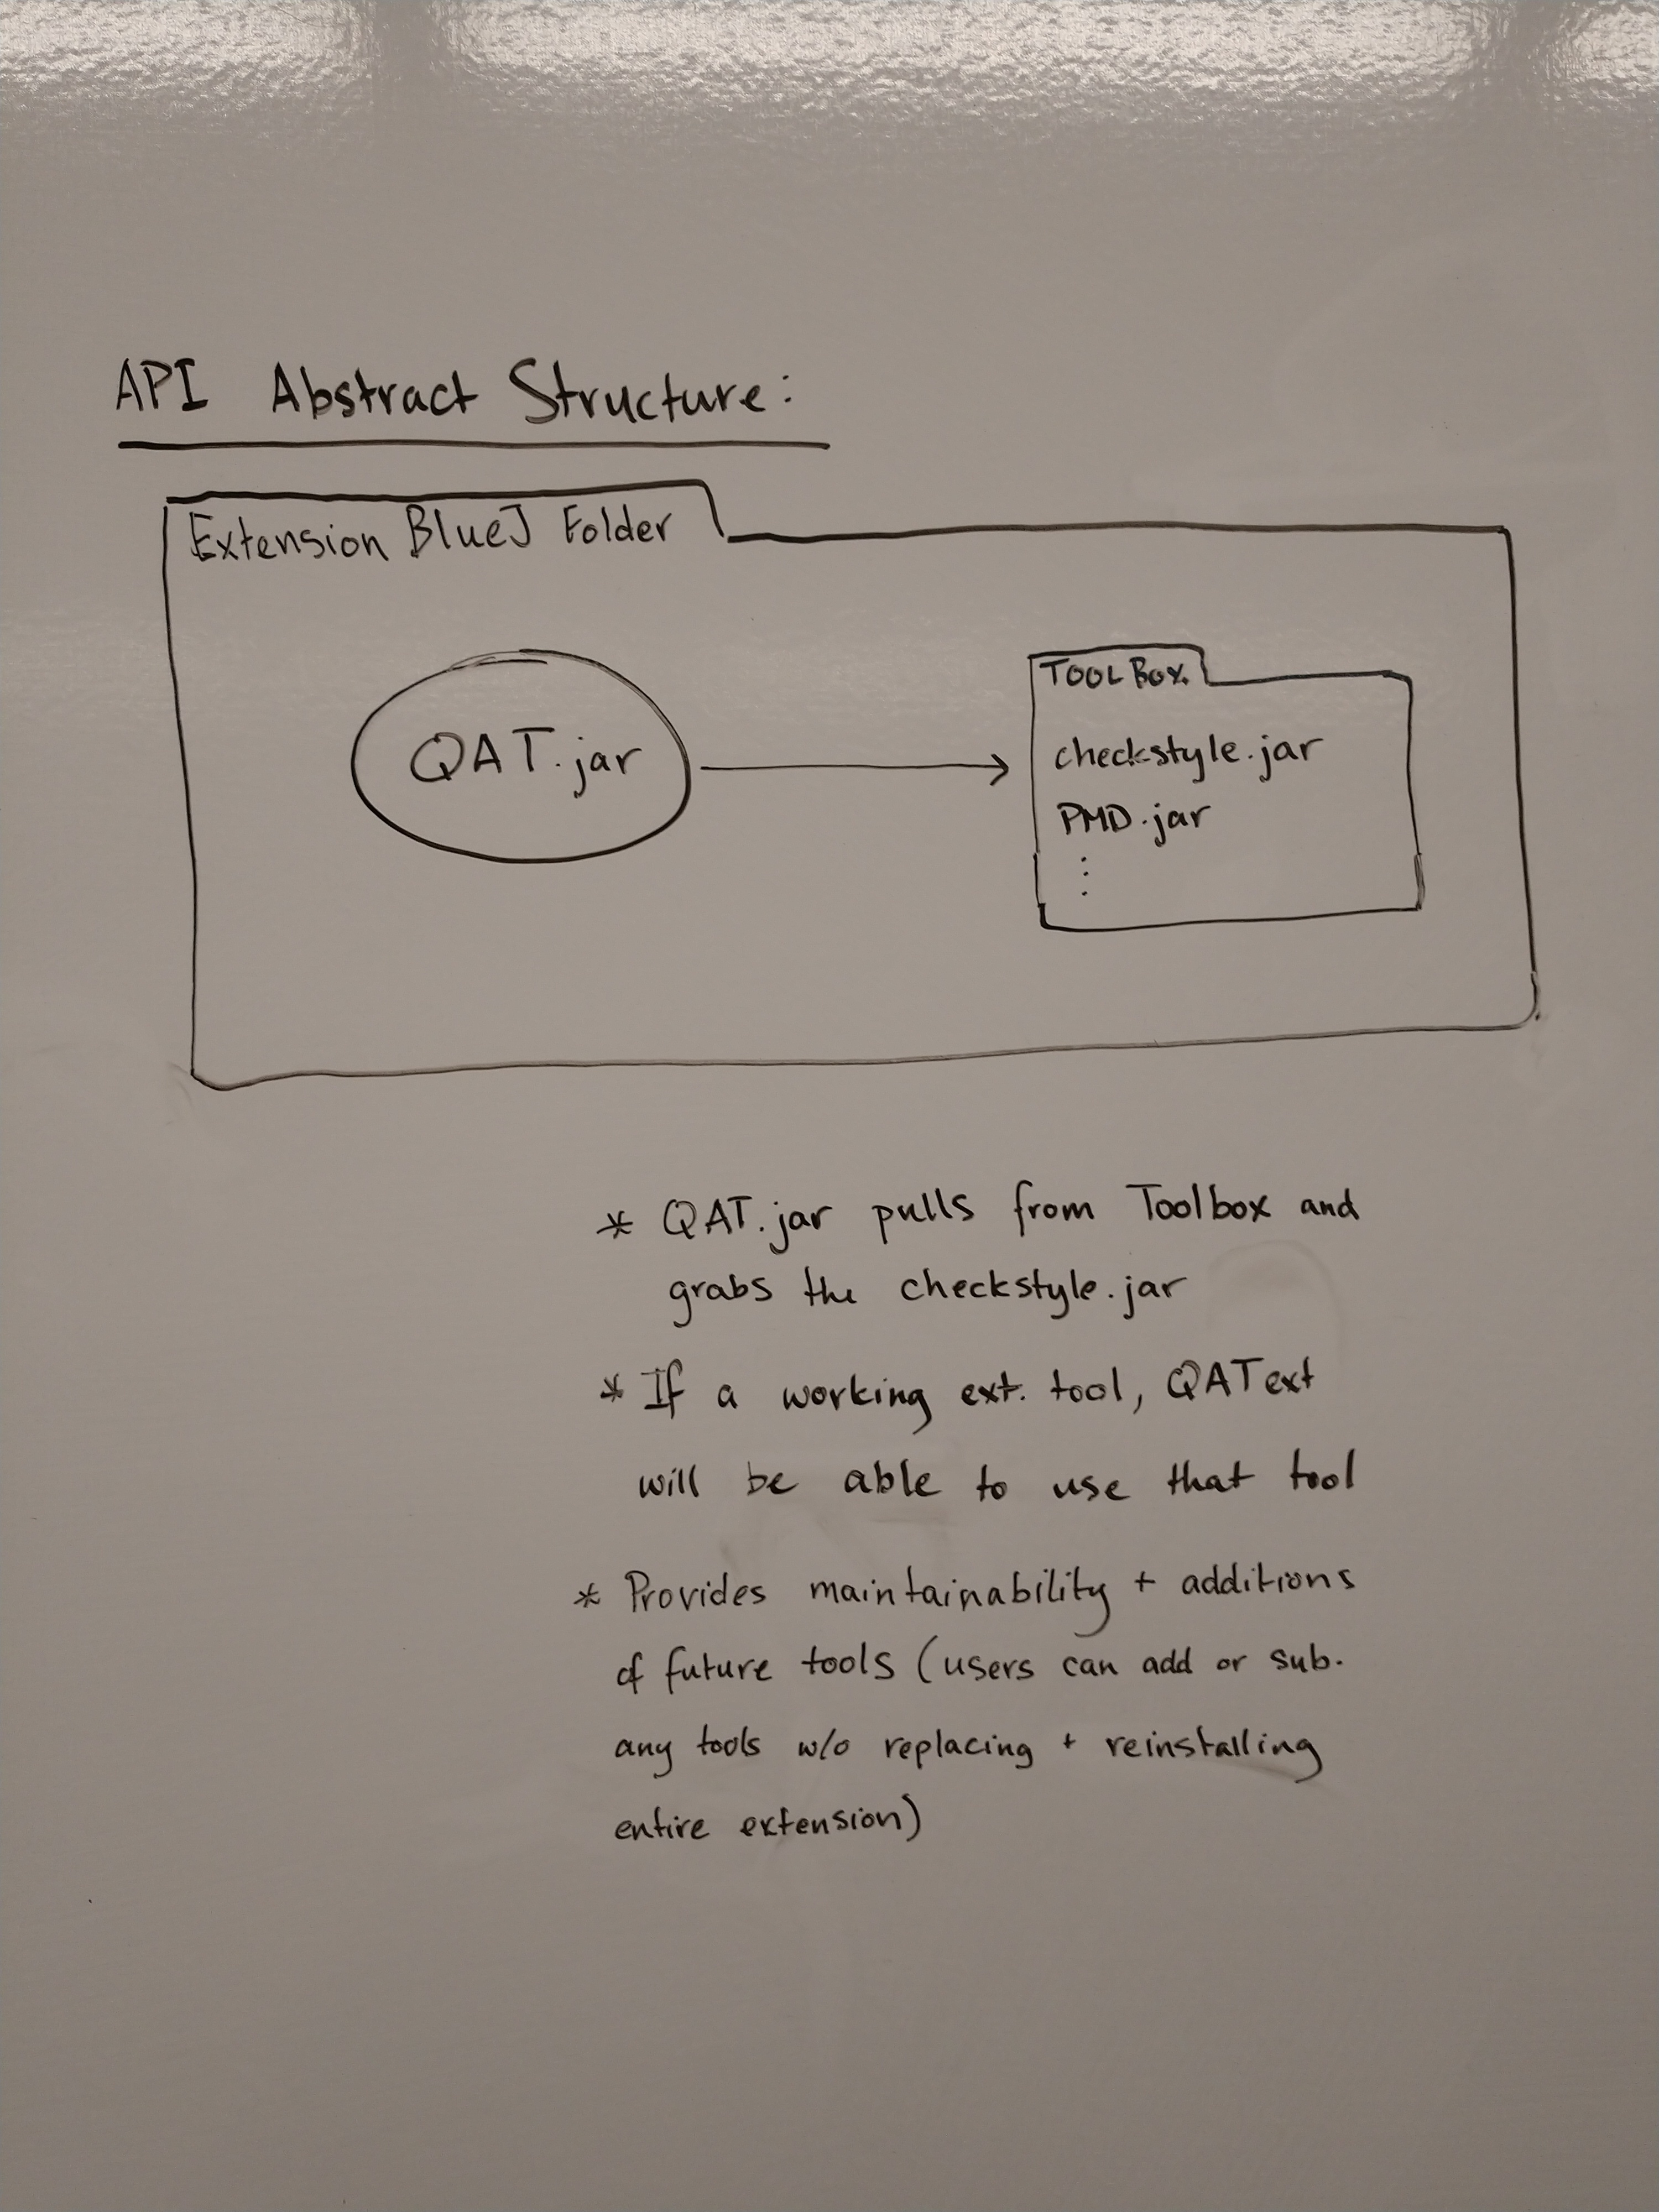 API Abstract Structure:
Extension BlueJ Folder
QAT.jar
TOOLBOX
checkstyle.jar
PMD.jar
⋮
* QAT.jar pulls from Toolbox and
grabs the checkstyle.jar
* If a working ext. tool, QAText
will be able to use that tool
* Provides maintainability + additions
of future tools (users can add or sub.
any tools w/o replacing + reinstalling
entire extension)